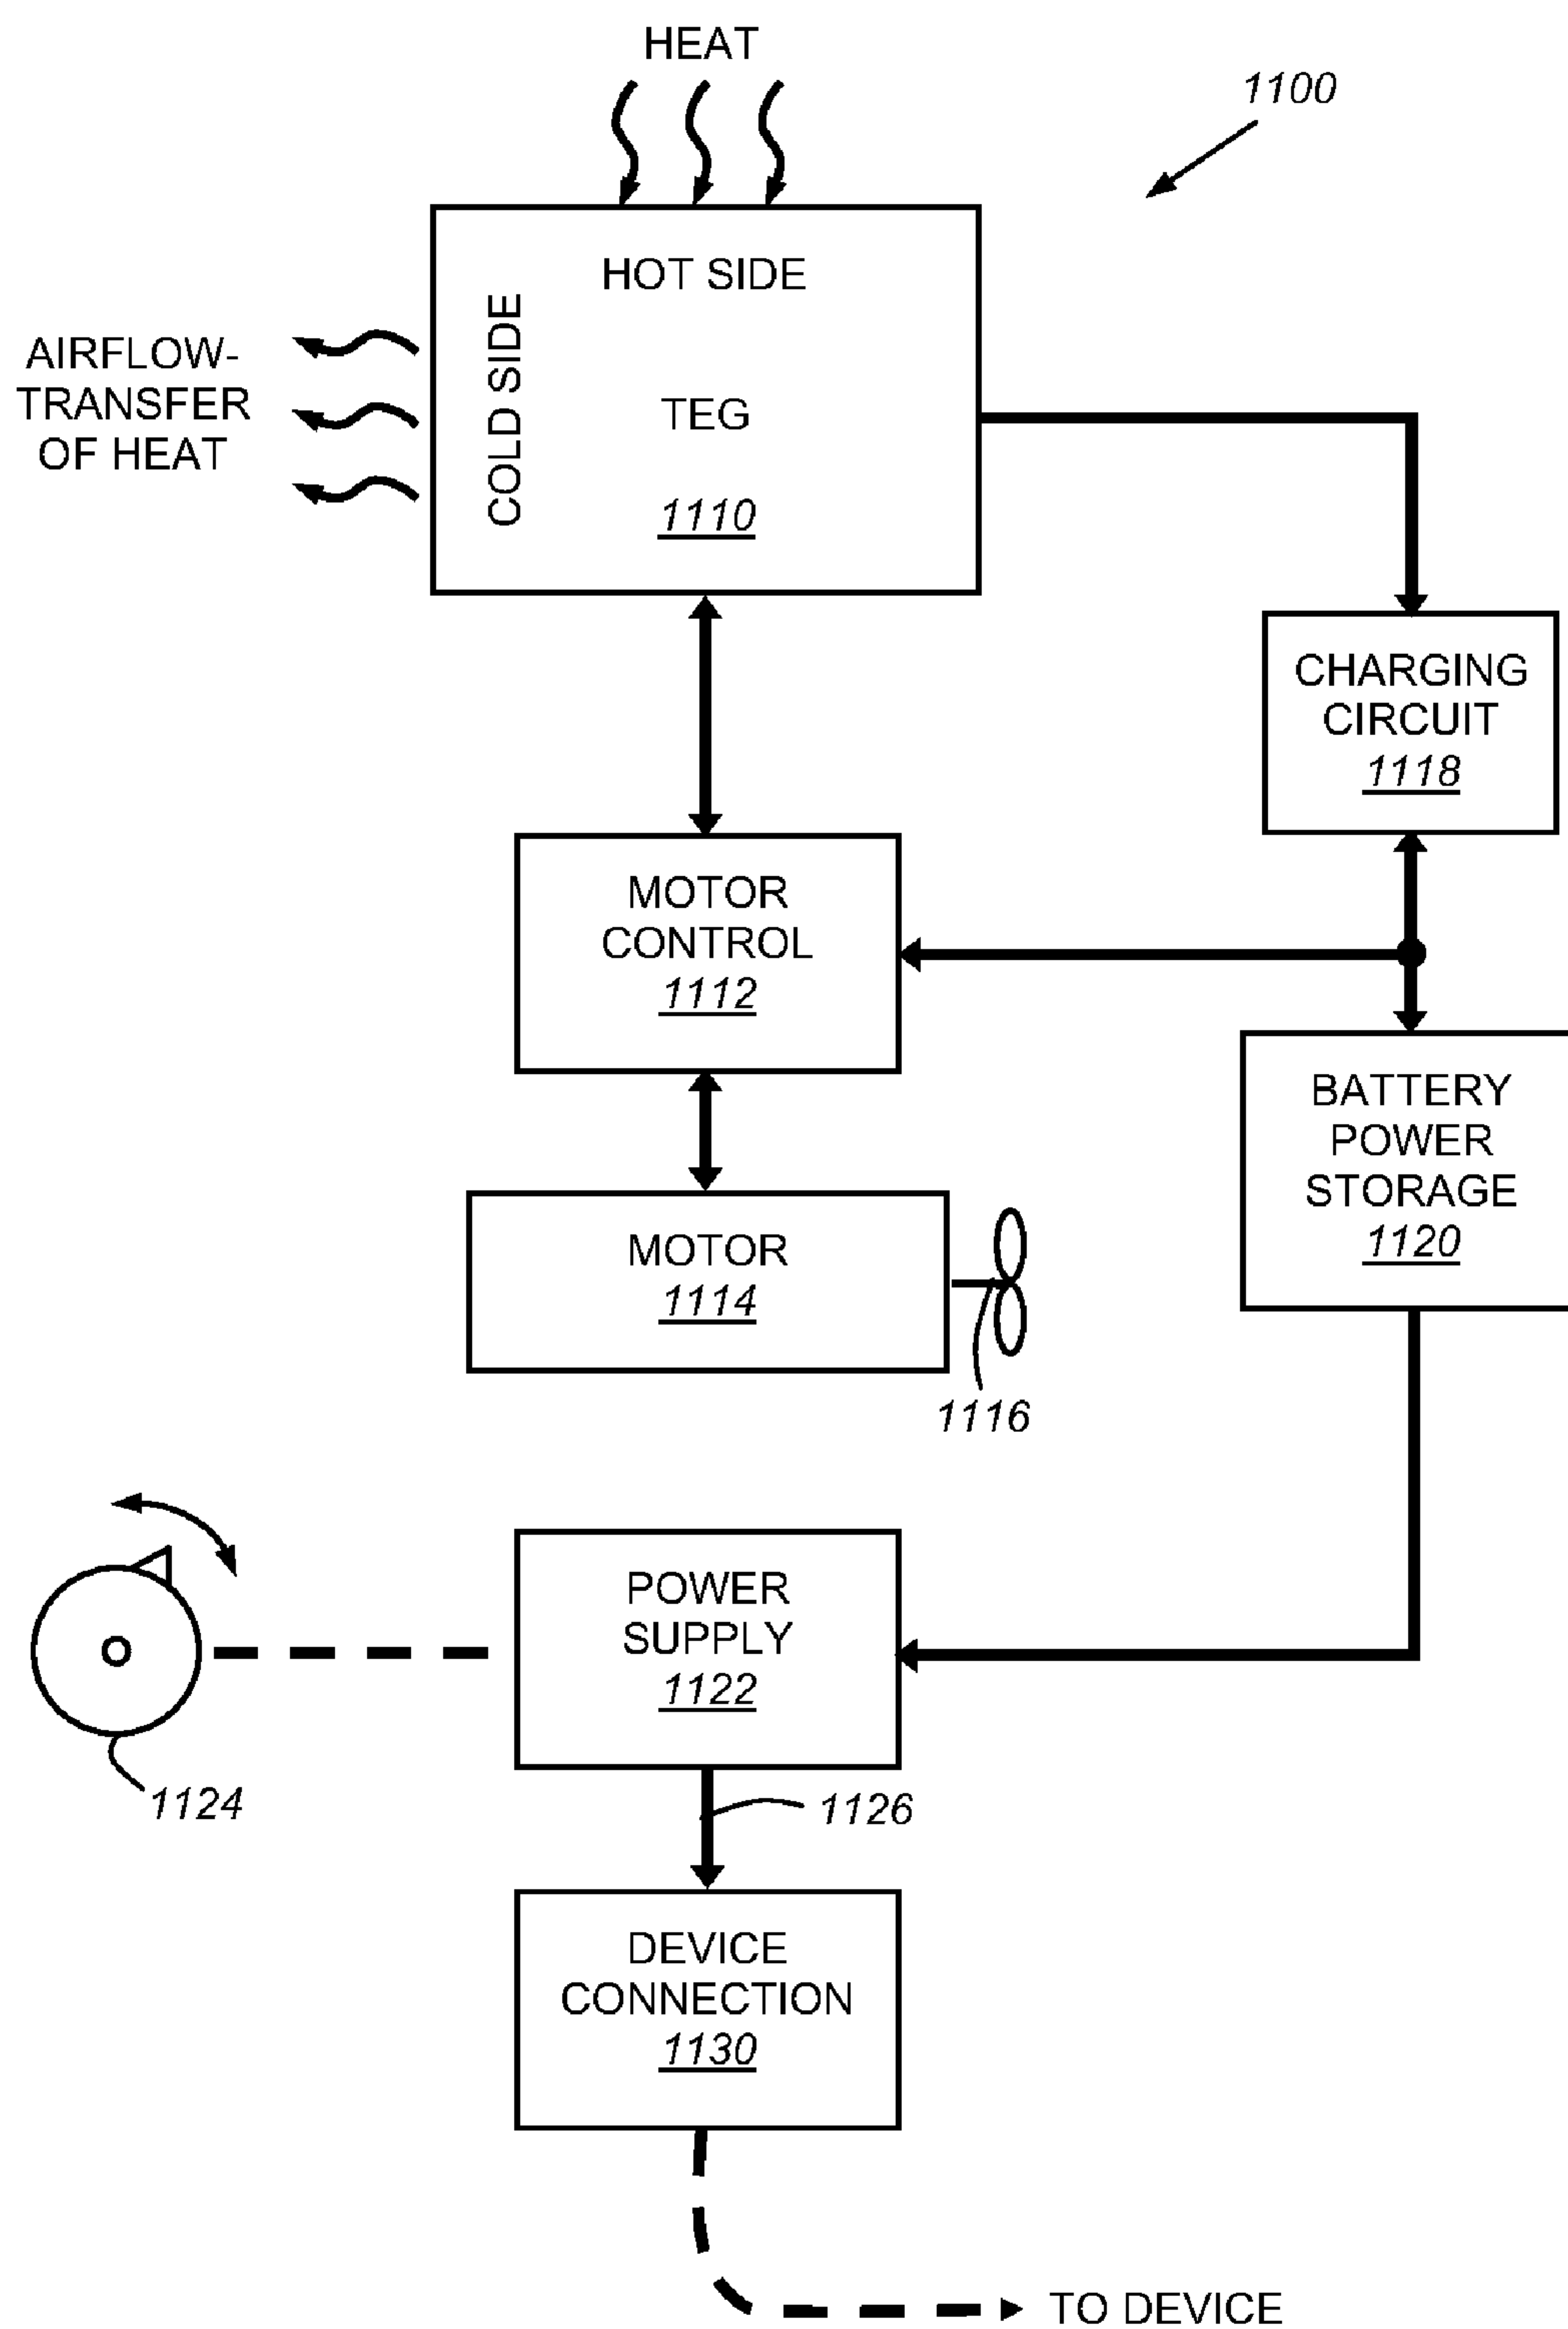 HEAT
1100
HOT SIDE
COLD SIDE
AIRFLOW-
TRANSFER
OF HEAT
TEG
1110
CHARGING
CIRCUIT
1118
MOTOR
CONTROL
1112
BATTERY
POWER
STORAGE
1120
MOTOR
1114
1116
POWER
SUPPLY
1122
1124
1126
DEVICE
CONNECTION
1130
TO DEVICE